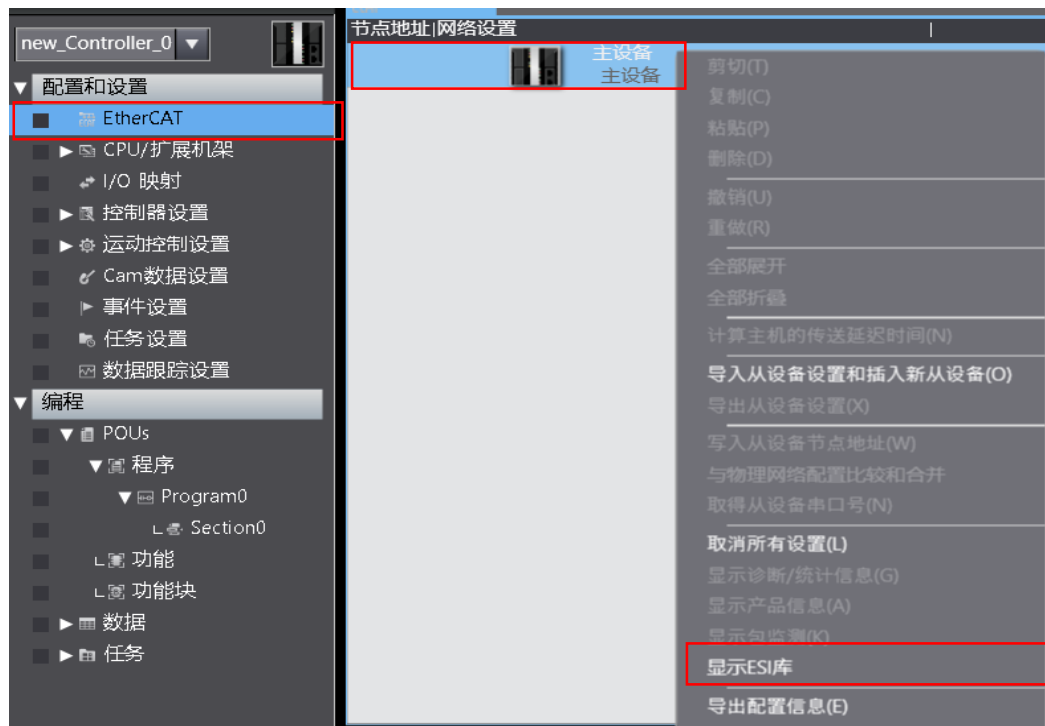 new_Controller_0
配置和设置
EtherCAT
CPU/扩展机架
I/O 映射
控制器设置
运动控制设置
Cam数据设置
事件设置
任务设置
数据跟踪设置
编程
POUs
程序
Program0
Section0
功能
功能块
数据
任务
节点地址|网络设置
主设备
主设备
剪切(T)
复制(C)
粘贴(P)
删除(D)
撤销(U)
重做(R)
全部展开
全部折叠
计算主机的传送延迟时间(N)
导入从设备设置和插入新从设备(O)
导出从设备设置(X)
写入从设备节点地址(W)
与物理网络配置比较和合并
取得从设备串口号(N)
取消所有设置(L)
显示诊断/统计信息(G)
显示产品信息(A)
显示包监测(K)
显示ESI库
导出配置信息(E)